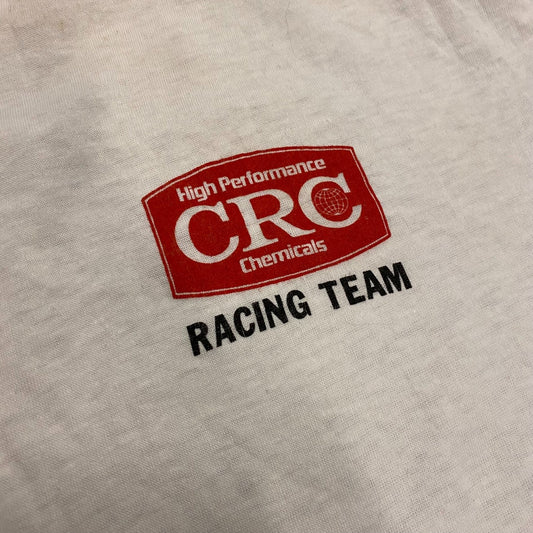 High Performance
CRC
Chemicals
RACING TEAM